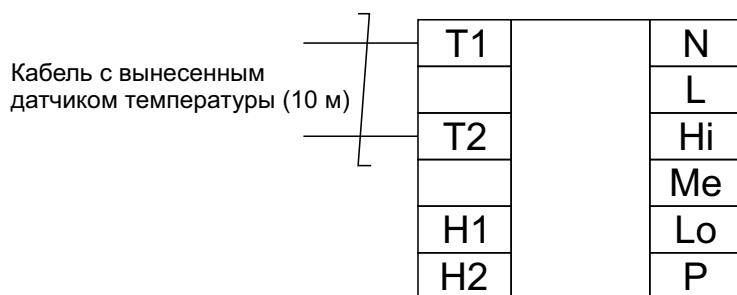 T1
N
Кабель с вынесенным
L
датчиком температуры (10 м)
T2
Hi
Me
H1
Lo
H2
P